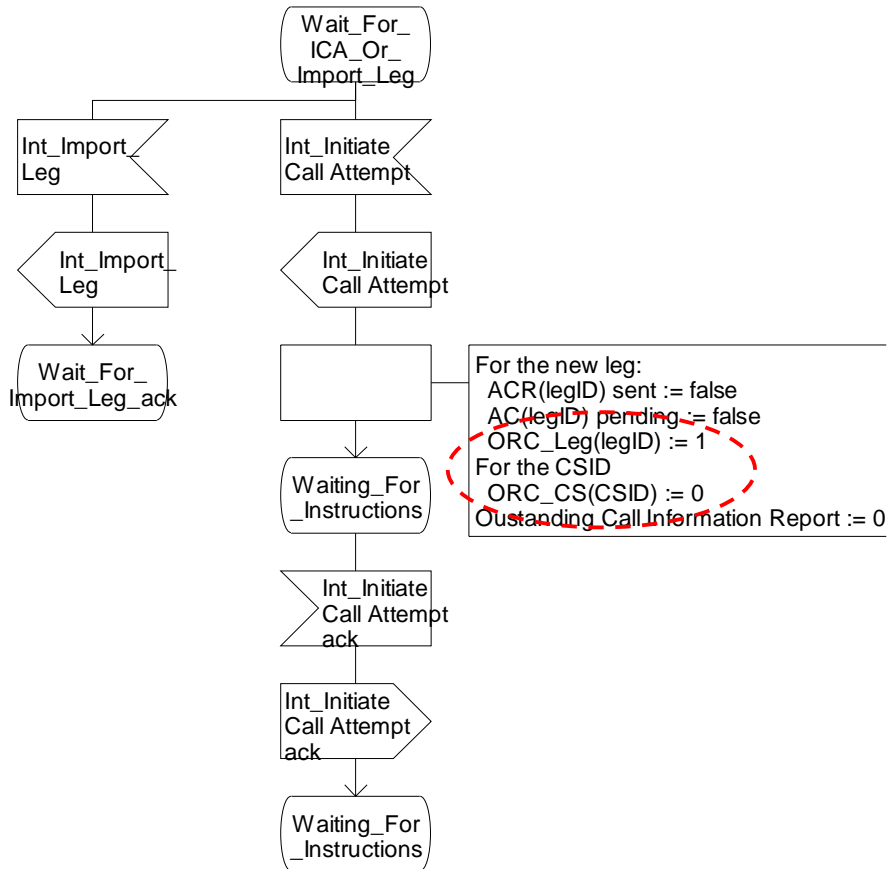 Wait_For_
ICA_Or_
Import_Leg
Int_Import_
Leg
Int_Initiate
Call Attempt
Int_Import_
Leg
Int_Initiate
Call Attempt
Wait_For_
Import_Leg_ack
For the new leg:
ACR(legID) sent := false
AC(legID) pending := false
ORC_Leg(legID) := 1
For the CSID
ORC_CS(CSID) := 0
Oustanding Call Information Report := 0
Waiting_For
_Instructions
Int_Initiate
Call Attempt
ack
Int_Initiate
Call Attempt
ack
Waiting_For
_Instructions